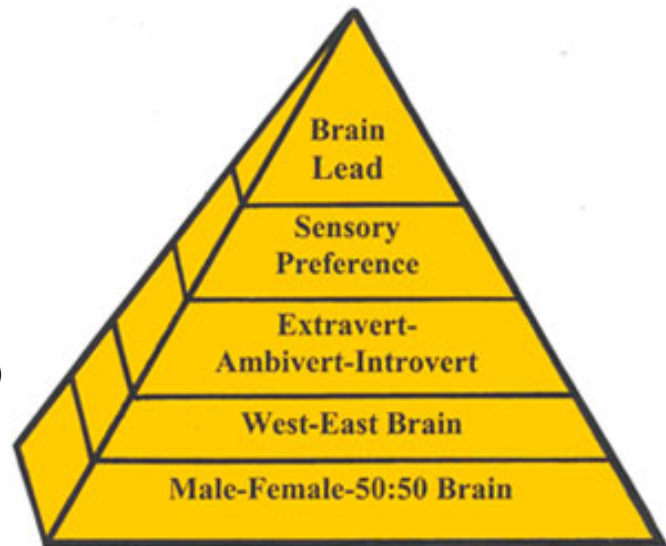 Brain
Lead
Sensory
Preference
Extravert-
Ambivert-Introvert
West-East Brain
Male-Female-50:50 Brain
)